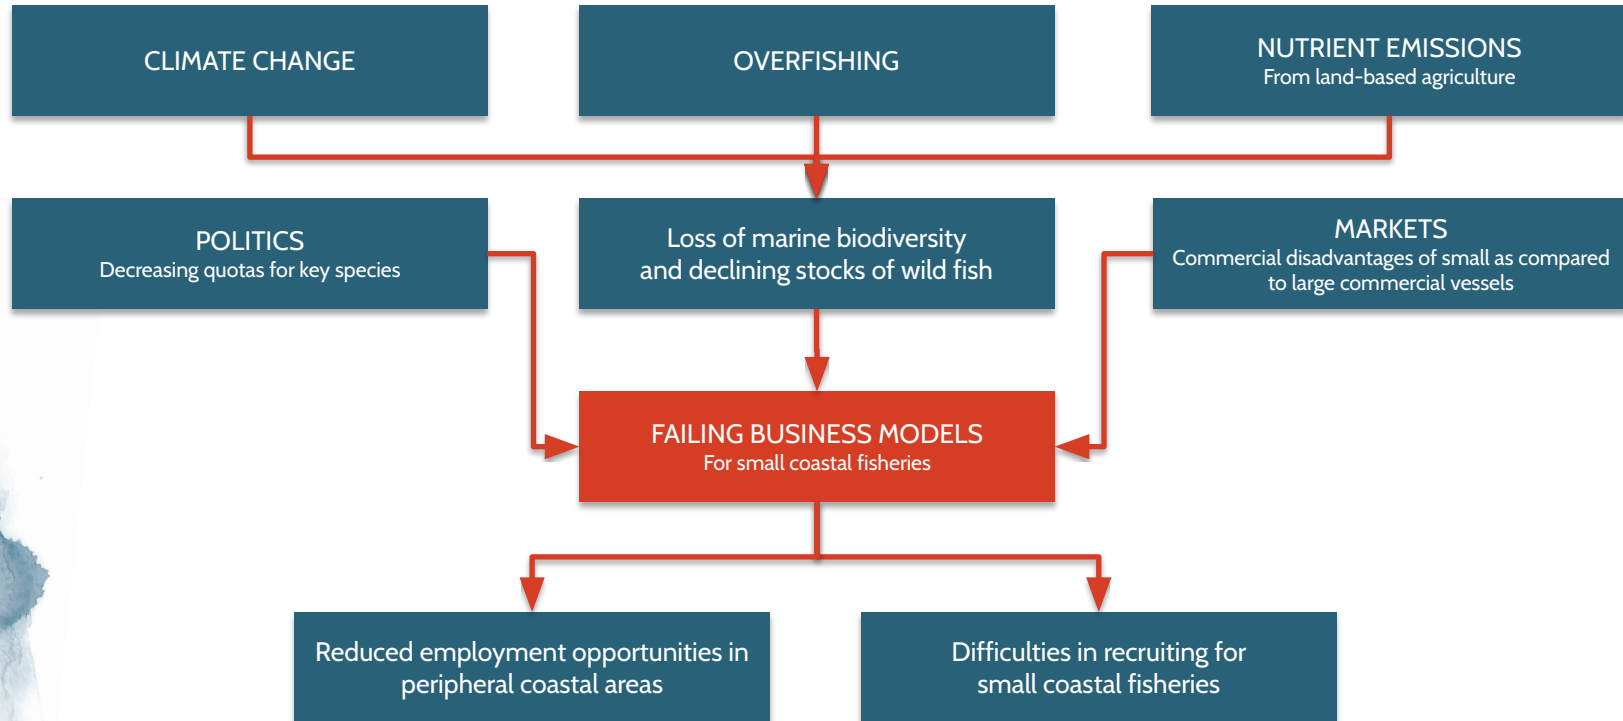 CLIMATE CHANGE
OVERFISHING
NUTRIENT EMISSIONS
From land-based agriculture
POLITICS
Decreasing quotas for key species
Loss of marine biodiversity
and declining stocks of wild fish
MARKETS
Commercial disadvantages of small as compared
to large commercial vessels
FAILING BUSINESS MODELS
For small coastal fisheries
Reduced employment opportunities in
peripheral coastal areas
Difficulties in recruiting for
small coastal fisheries